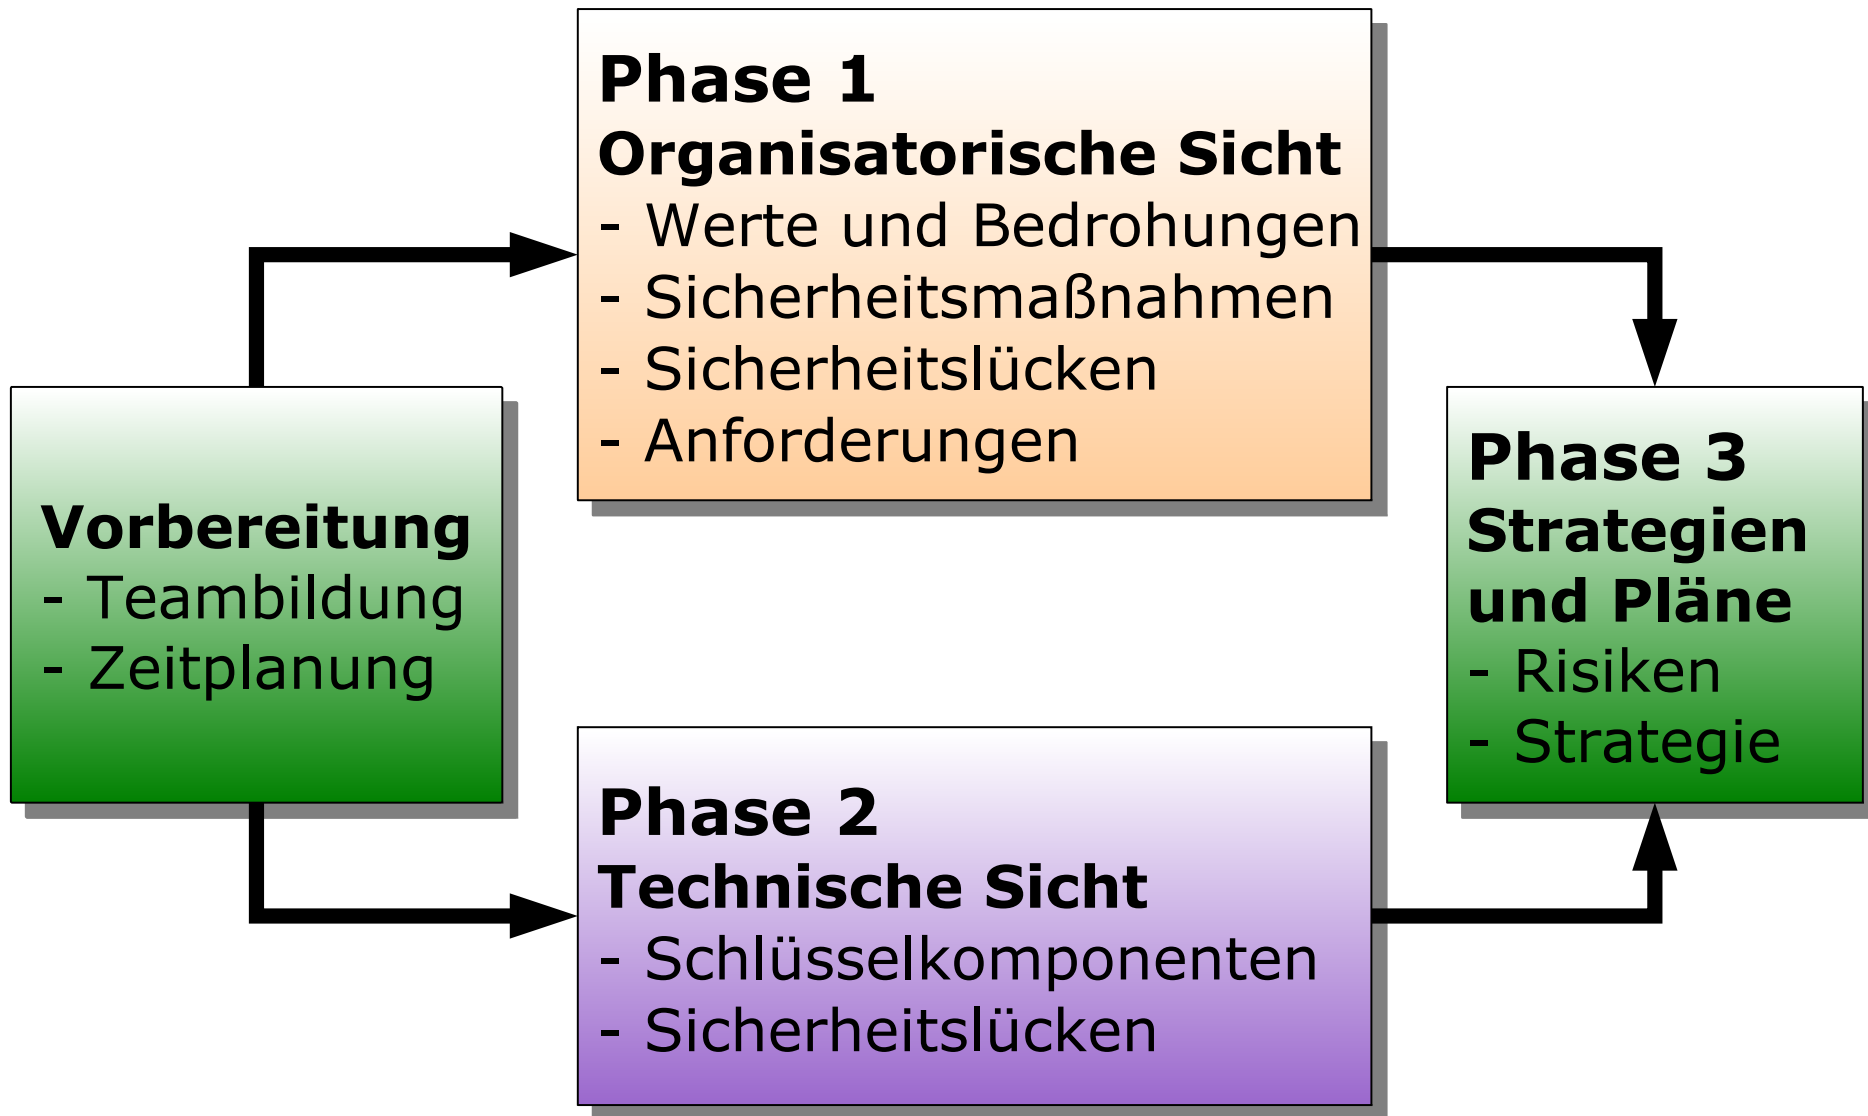 Vorbereitung
- Teambildung
- Zeitplanung
Phase 1
Organisatorische Sicht
- Werte und Bedrohungen
- Sicherheitsmaßnahmen
- Sicherheitslücken
- Anforderungen
Phase 2
Technische Sicht
- Schlüsselkomponenten
- Sicherheitslücken
Phase 3
Strategien
und Pläne
- Risiken
- Strategie